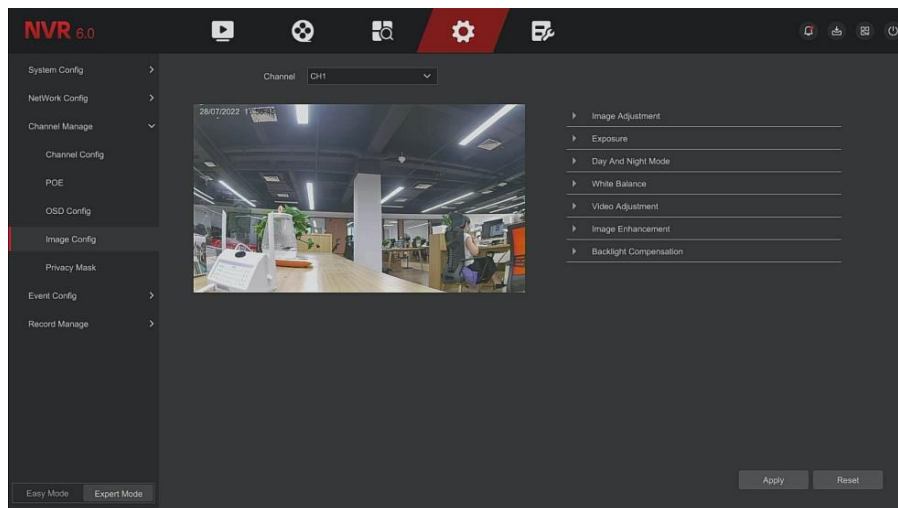 NVR 6.0
System Config
NetWork Config
Channel Manage
Channel Config
POE
OSD Config
Image Config
Privacy Mask
Event Config
Record Manage
Easy Mode Expert Mode
Channel CH1
28/07/2022
Image Adjustment
Exposure
Day And Night Mode
White Balance
Video Adjustment
Image Enhancement
Backlight Compensation
Apply Reset